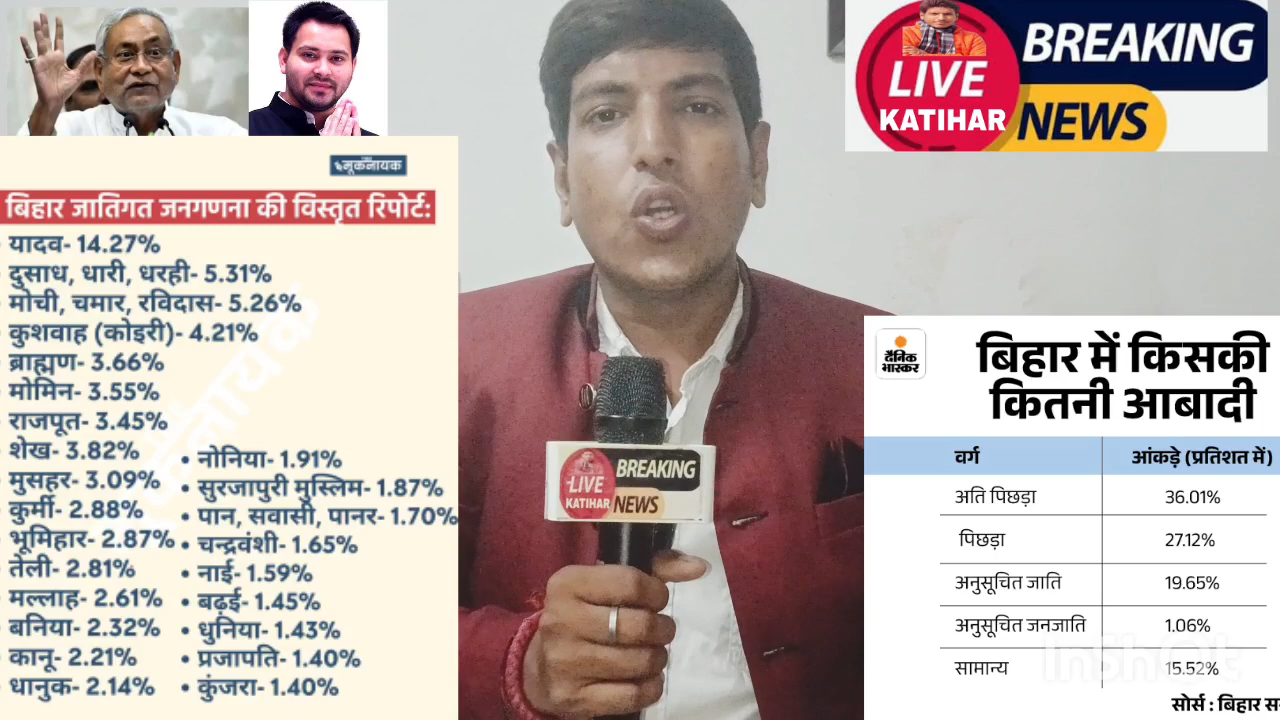 LIVE
KATIHAR
BREAKING
NEWS
मूकनायक
बिहार जातिगत जनगणना की विस्तृत रिपोर्ट:
यादव- 14.27%
दुसाध, धारी, धरही- 5.31%
मोची, चमार, रविदास- 5.26%
कुशवाह (कोइरी)- 4.21%
ब्राह्मण- 3.66%
मोमिन- 3.55%
राजपूत- 3.45%
शेख- 3.82%
मुसहर- 3.09%
कुर्मी- 2.88%
भूमिहार- 2.87%
तेली- 2.81%
मल्लाह- 2.61%
बनिया- 2.32%
कानू- 2.21%
धानुक- 2.14%
• नोनिया- 1.91%
• सुरजापुरी मुस्लिम- 1.87%
• पान, सवासी, पानर- 1.70%
• चन्द्रवंशी- 1.65%
• नाई- 1.59%
• बढ़ई- 1.45%
• धुनिया- 1.43%
• प्रजापति- 1.40%
• कुंजरा- 1.40%
LIVE
KATIHAR
BREAKING
NEWS
दैनिक
भास्कर
बिहार में किसकी
कितनी आबादी
वर्ग आंकड़े (प्रतिशत में)
अति पिछड़ा 36.01%
पिछड़ा 27.12%
अनुसूचित जाति 19.65%
अनुसूचित जनजाति 1.06%
सामान्य 15.52%
InShOt
सोर्स : बिहार